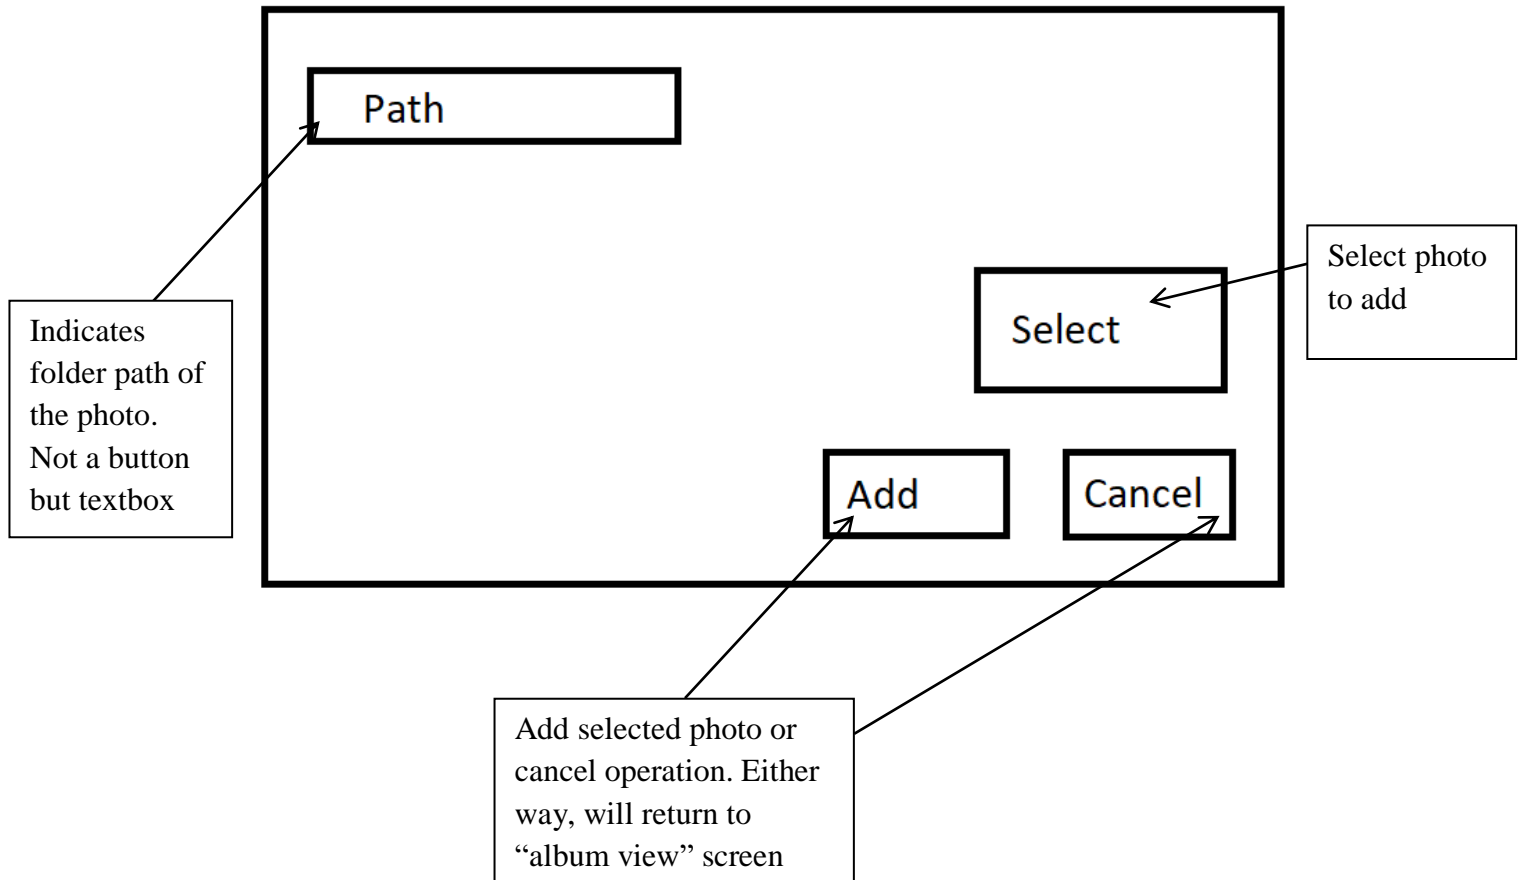 Path
Select photo
to add
Select
Indicates
folder path of
the photo.
Not a button
but textbox
Add
Cancel
Add selected photo or
cancel operation. Either
way, will return to
“album view” screen